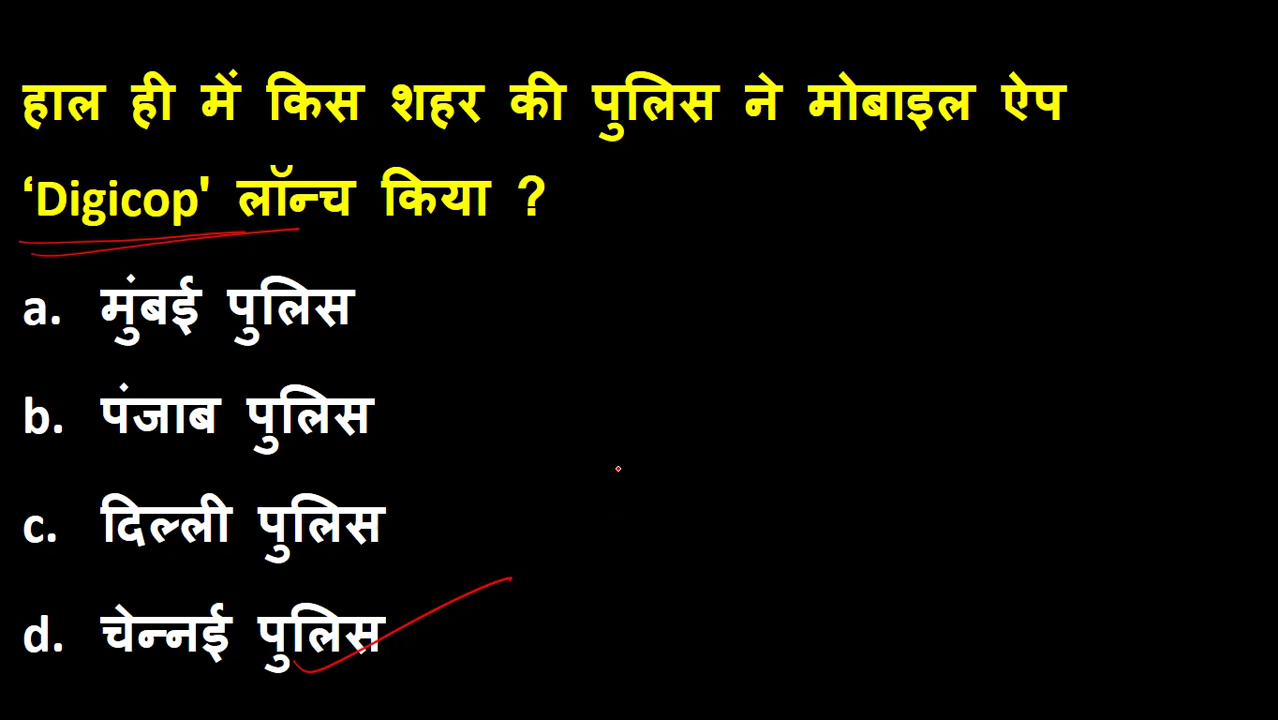 हाल ही में किस शहर की पुलिस ने मोबाइल ऐप
‘Digicop' लॉन्च किया ?
a. मुंबई पुलिस
b. पंजाब पुलिस
c. दिल्ली पुलिस
d. चेन्नई पुलिस